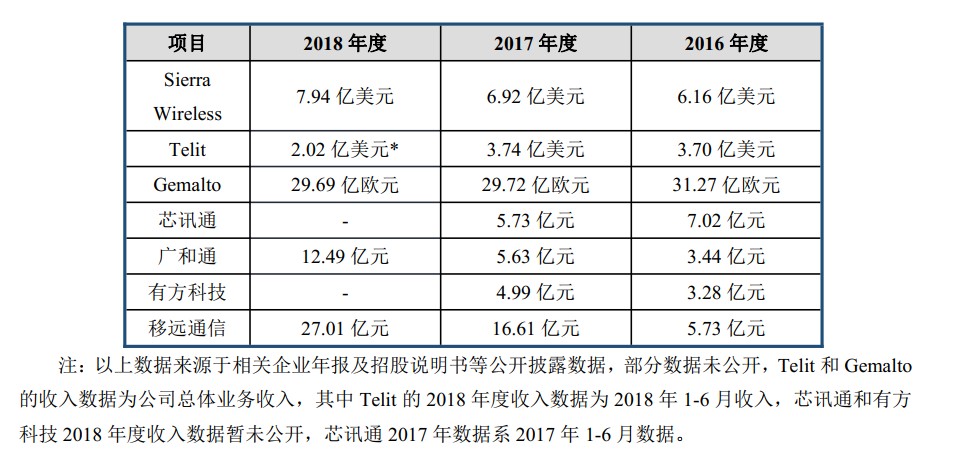 项目 2018 年度 2017 年度 2016 年度
Sierra
Wireless 7.94 亿美元 6.92 亿美元 6.16 亿美元
Telit 2.02 亿美元* 3.74 亿美元 3.70 亿美元
Gemalto 29.69 亿欧元 29.72 亿欧元 31.27 亿欧元
芯讯通 - 5.73 亿元 7.02 亿元
广和通 12.49 亿元 5.63 亿元 3.44 亿元
有方科技 - 4.99 亿元 3.28 亿元
移远通信 27.01 亿元 16.61 亿元 5.73 亿元
注：以上数据来源于相关企业年报及招股说明书等公开披露数据，部分数据未公开，Telit 和 Gemalto
的收入数据为公司总体业务收入，其中 Telit 的 2018 年度收入数据为 2018 年 1-6 月收入，芯讯通和有方
科技 2018 年度收入数据暂未公开，芯讯通 2017 年数据系 2017 年 1-6 月数据。